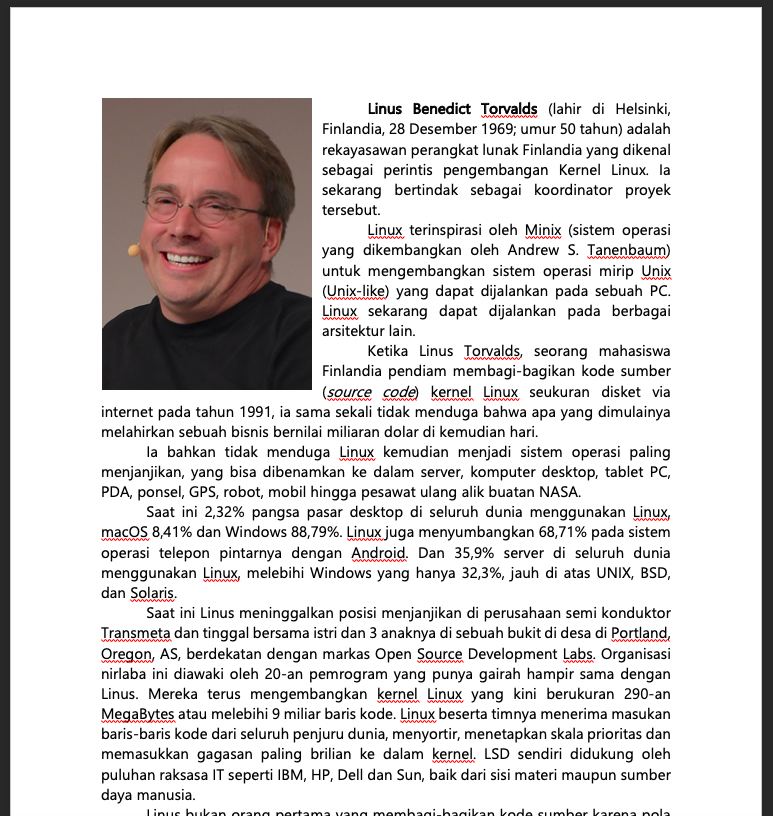 Linus Benedict Torvalds (lahir di Helsinki,
Finlandia, 28 Desember 1969; umur 50 tahun) adalah
rekayasawan perangkat lunak Finlandia yang dikenal
sebagai perintis pengembangan Kernel Linux. Ia
sekarang bertindak sebagai koordinator proyek
tersebut.
Linux terinspirasi oleh Minix (sistem operasi
yang dikembangkan oleh Andrew S. Tanenbaum)
untuk mengembangkan sistem operasi mirip Unix
(Unix-like) yang dapat dijalankan pada sebuah PC.
Linux sekarang dapat dijalankan pada berbagai
arsitektur lain.
Ketika Linus Torvalds, seorang mahasiswa
Finlandia pendiam membagi-bagikan kode sumber
(source code) kernel Linux seukuran disket via
internet pada tahun 1991, ia sama sekali tidak menduga bahwa apa yang dimulainya
melahirkan sebuah bisnis bernilai miliaran dolar di kemudian hari.
Ia bahkan tidak menduga Linux kemudian menjadi sistem operasi paling
menjanjikan, yang bisa dibenamkan ke dalam server, komputer desktop, tablet PC,
PDA, ponsel, GPS, robot, mobil hingga pesawat ulang alik buatan NASA.
Saat ini 2,32% pangsa pasar desktop di seluruh dunia menggunakan Linux,
macOS 8,41% dan Windows 88,79%. Linux juga menyumbangkan 68,71% pada sistem
operasi telepon pintarnya dengan Android. Dan 35,9% server di seluruh dunia
menggunakan Linux, melebihi Windows yang hanya 32,3%, jauh di atas UNIX, BSD,
dan Solaris.
Saat ini Linus meninggalkan posisi menjanjikan di perusahaan semi konduktor
Transmeta dan tinggal bersama istri dan 3 anaknya di sebuah bukit di desa di Portland,
Oregon, AS, berdekatan dengan markas Open Source Development Labs. Organisasi
nirlaba ini diawaki oleh 20-an pemrogram yang punya gairah hampir sama dengan
Linus. Mereka terus mengembangkan kernel Linux yang kini berukuran 290-an
MegaBytes atau melebihi 9 miliar baris kode. Linux beserta timnya menerima masukan
baris-baris kode dari seluruh penjuru dunia, menyortir, menetapkan skala prioritas dan
memasukkan gagasan paling brilian ke dalam kernel. LSD sendiri didukung oleh
puluhan raksasa IT seperti IBM, HP, Dell dan Sun, baik dari sisi materi maupun sumber
daya manusia.
Linus bukan orang pertama yang membagi-bagikan kode sumber karena pola